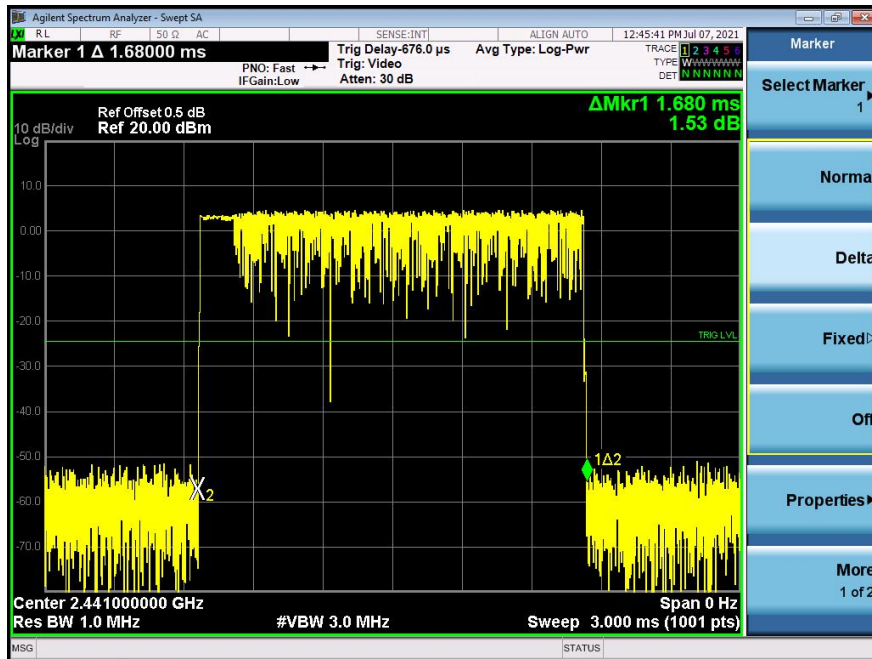 Agilent Spectrum Analyzer - Swept SA
LXI RL RF 50 Ω AC SENSE:INT ALIGN AUTO 12:45:41 PM Jul 07, 2021
Marker 1 Δ 1.68000 ms
PNO: Fast
IFGain:Low
Trig Delay-676.0 µs
Trig: Video
Atten: 30 dB
Avg Type: Log-Pwr
TRACE 1 2 3 4 5 6
TYPE W
DET N N N N N N
ΔMkr1 1.680 ms
1.53 dB
Ref Offset 0.5 dB
Ref 20.00 dBm
10 dB/div
Log
10.0
0.00
-10.0
-20.0
-30.0
-40.0
-50.0
-60.0
-70.0
TRIG LVL
1Δ2
X2
Center 2.441000000 GHz
Span 0 Hz
Res BW 1.0 MHz
#VBW 3.0 MHz
Sweep 3.000 ms (1001 pts)
MSG
STATUS
Marker
Select Marker
1
Norma
Delta
Fixed
Off
Properties
More
1 of 2